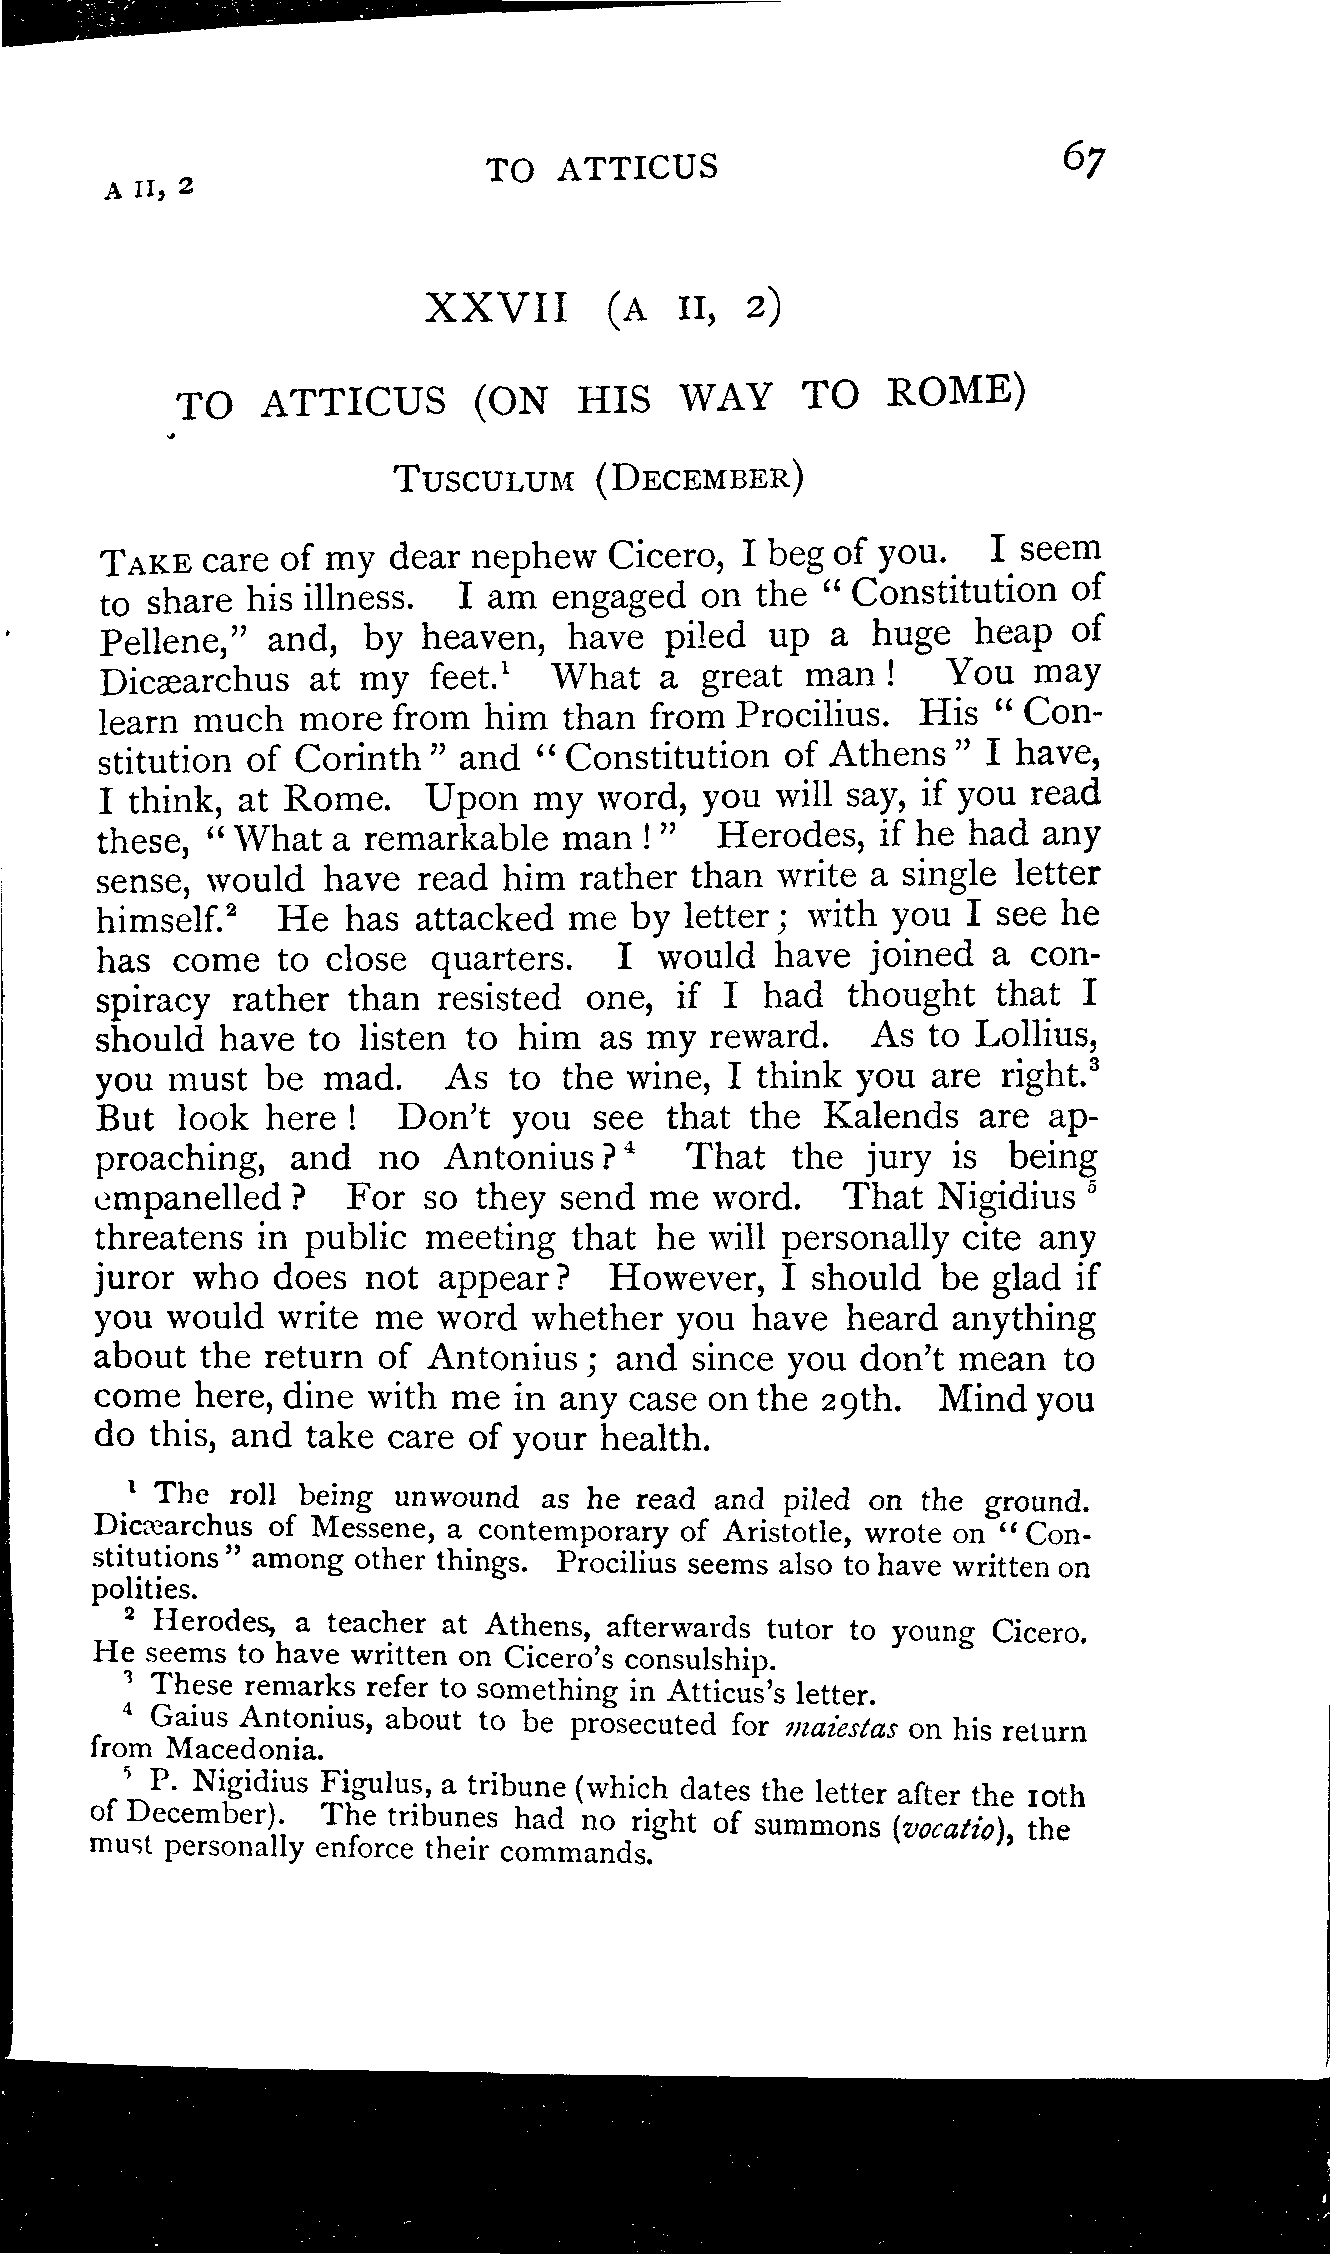 TO ATTICUS 67
A II, 2
XXVII (A II, 2)
TO ATTICUS (ON HIS WAY TO ROME)
TUSCULUM (DECEMBER)
TAKE care of my dear nephew Cicero, I beg of you. I seem
to share his illness. I am engaged on the “ Constitution of
Pellene,” and, by heaven, have piled up a huge heap of
Dicæarchus at my feet.¹ What a great man ! You may
learn much more from him than from Procilius. His “ Con-
stitution of Corinth ” and “ Constitution of Athens ” I have,
I think, at Rome. Upon my word, you will say, if you read
these, “ What a remarkable man ! ” Herodes, if he had any
sense, would have read him rather than write a single letter
himself.² He has attacked me by letter ; with you I see he
has come to close quarters. I would have joined a con-
spiracy rather than resisted one, if I had thought that I
should have to listen to him as my reward. As to Lollius,
you must be mad. As to the wine, I think you are right.³
But look here ! Don’t you see that the Kalends are ap-
proaching, and no Antonius ? ⁴ That the jury is being
empanelled ? For so they send me word. That Nigidius ⁵
threatens in public meeting that he will personally cite any
juror who does not appear ? However, I should be glad if
you would write me word whether you have heard anything
about the return of Antonius ; and since you don’t mean to
come here, dine with me in any case on the 29th. Mind you
do this, and take care of your health.
¹ The roll being unwound as he read and piled on the ground.
Dicæarchus of Messene, a contemporary of Aristotle, wrote on “ Con-
stitutions ” among other things. Procilius seems also to have written on
polities.
² Herodes, a teacher at Athens, afterwards tutor to young Cicero.
He seems to have written on Cicero’s consulship.
³ These remarks refer to something in Atticus’s letter.
⁴ Gaius Antonius, about to be prosecuted for maiestas on his return
from Macedonia.
⁵ P. Nigidius Figulus, a tribune (which dates the letter after the 10th
of December). The tribunes had no right of summons (vocatio), the
must personally enforce their commands.